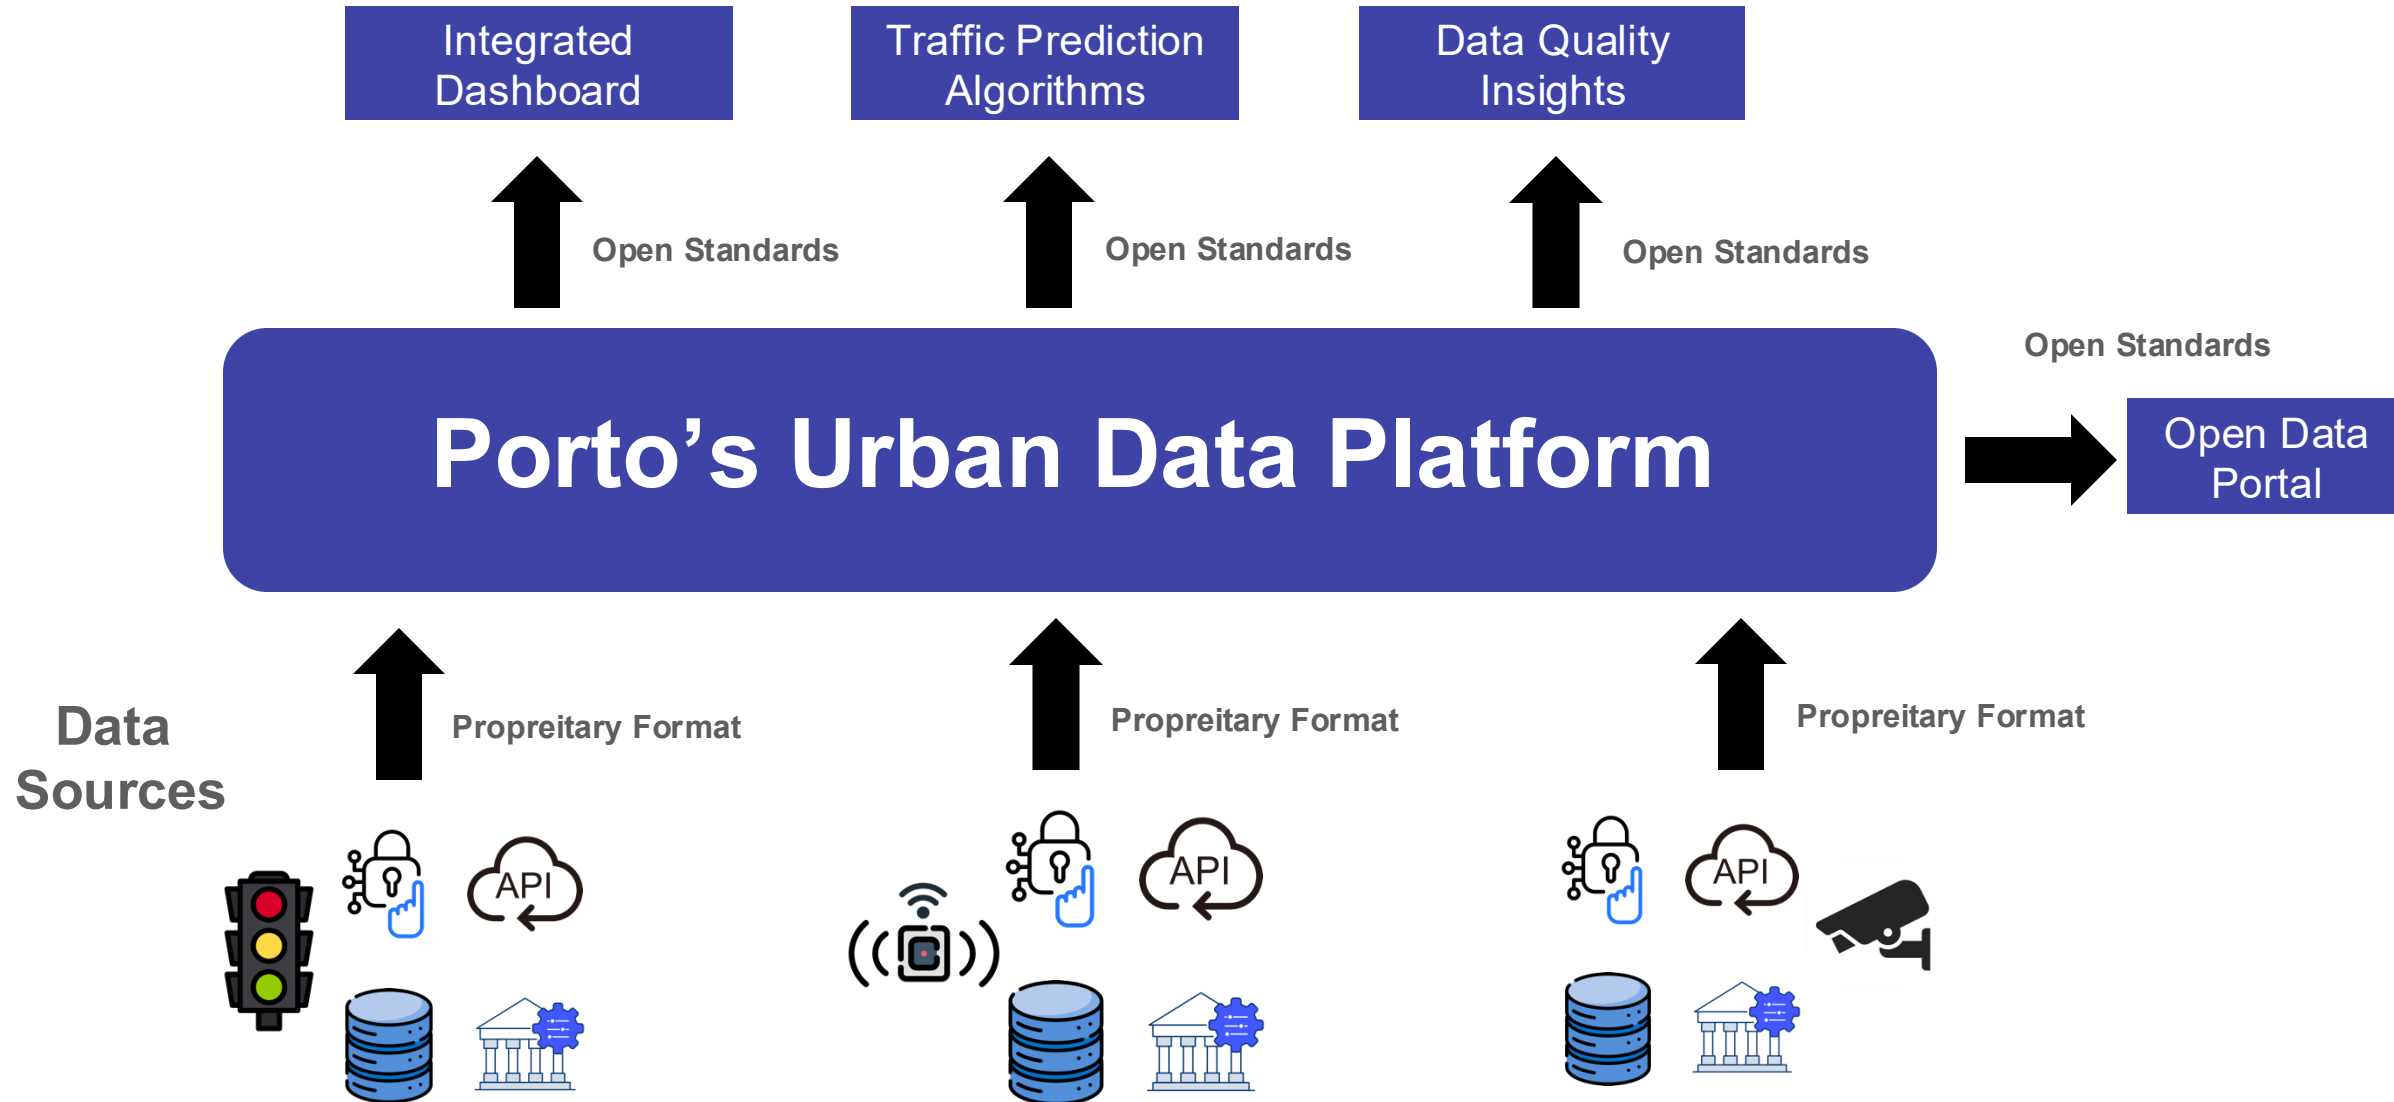 Integrated
Dashboard
Traffic Prediction
Algorithms
Data Quality
Insights
Open Standards
Open Standards
Open Standards
Open Standards
Porto’s Urban Data Platform
Open Data
Portal
Data
Sources
Propreitary Format
Propreitary Format
Propreitary Format
API
API
API